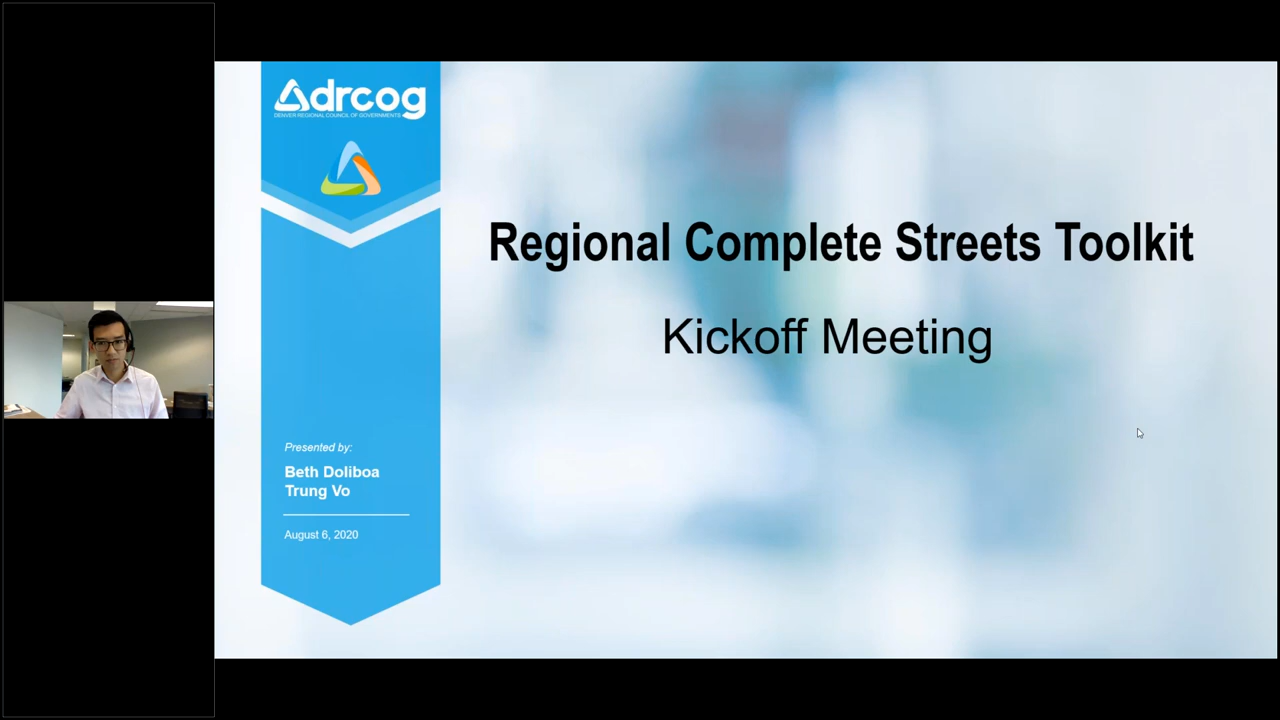 drcog
DENVER REGIONAL COUNCIL OF GOVERNMENTS
Regional Complete Streets Toolkit
Kickoff Meeting
Presented by:
Beth Doliboa
Trung Vo
August 6, 2020